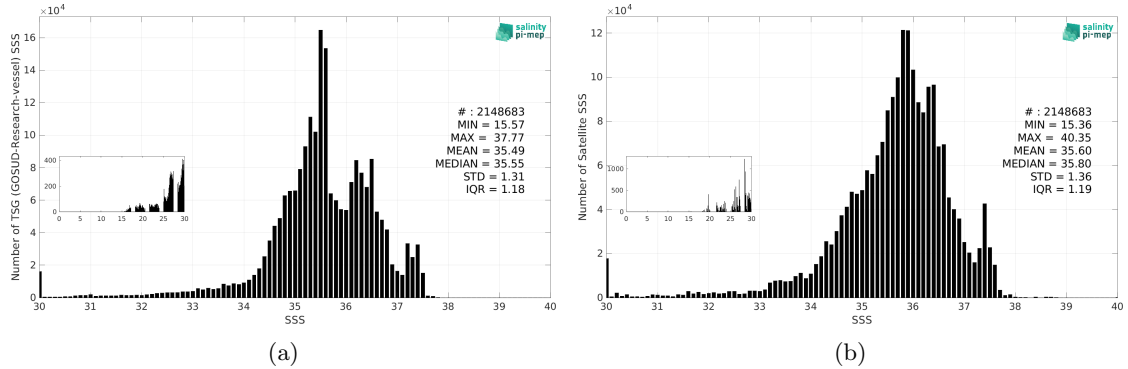 ×10⁴
salinity
pi-mep
Number of TSG (GOSUD-Research-vessel) SSS
16
14
12
10
8
6
4
2
0
# : 2148683
MIN = 15.57
MAX = 37.77
MEAN = 35.49
MEDIAN = 35.55
STD = 1.31
IQR = 1.18
400
200
0
0 5 10 15 20 25 30
30 31 32 33 34 35 36 37 38 39 40
SSS
(a)
×10⁴
salinity
pi-mep
Number of Satellite SSS
12
10
8
6
4
2
0
# : 2148683
MIN = 15.36
MAX = 40.35
MEAN = 35.60
MEDIAN = 35.80
STD = 1.36
IQR = 1.19
1000
500
0
0 5 10 15 20 25 30
30 31 32 33 34 35 36 37 38 39 40
SSS
(b)